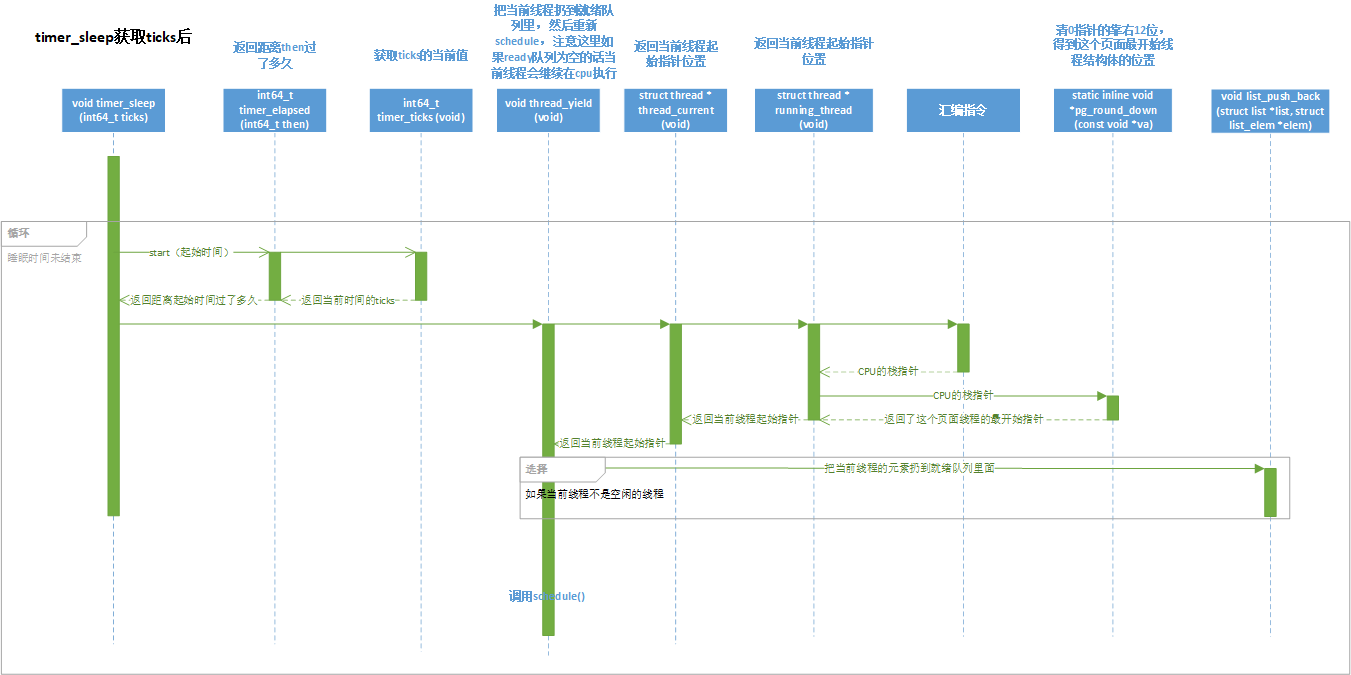 timer_sleep获取ticks后
返回距离then过
了多久
获取ticks的当前值
把当前线程扔到就绪队
列里，然后重新
schedule，注意这里如
果ready队列为空的话当
前线程会继续在cpu执行
返回当前线程起
始指针位置
返回当前线程起始指针
位置
清0指针的靠右12位，
得到这个页面最开始线
程结构体的位置
void timer_sleep
(int64_t ticks)
int64_t
timer_elapsed
(int64_t then)
int64_t
timer_ticks (void)
void thread_yield
(void)
struct thread *
thread_current
(void)
struct thread *
running_thread
(void)
汇编指令
static inline void
*pg_round_down
(const void *va)
void list_push_back
(struct list *list, struct
list_elem *elem)
循环
睡眠时间未结束
start（起始时间）
返回距离起始时间过了多久
返回当前时间的ticks
CPU的栈指针
CPU的栈指针
返回当前线程起始指针
返回了这个页面线程的最开始指针
返回当前线程起始指针
选择
把当前线程的元素扔到就绪队列里面
如果当前线程不是空闲的线程
调用schedule()